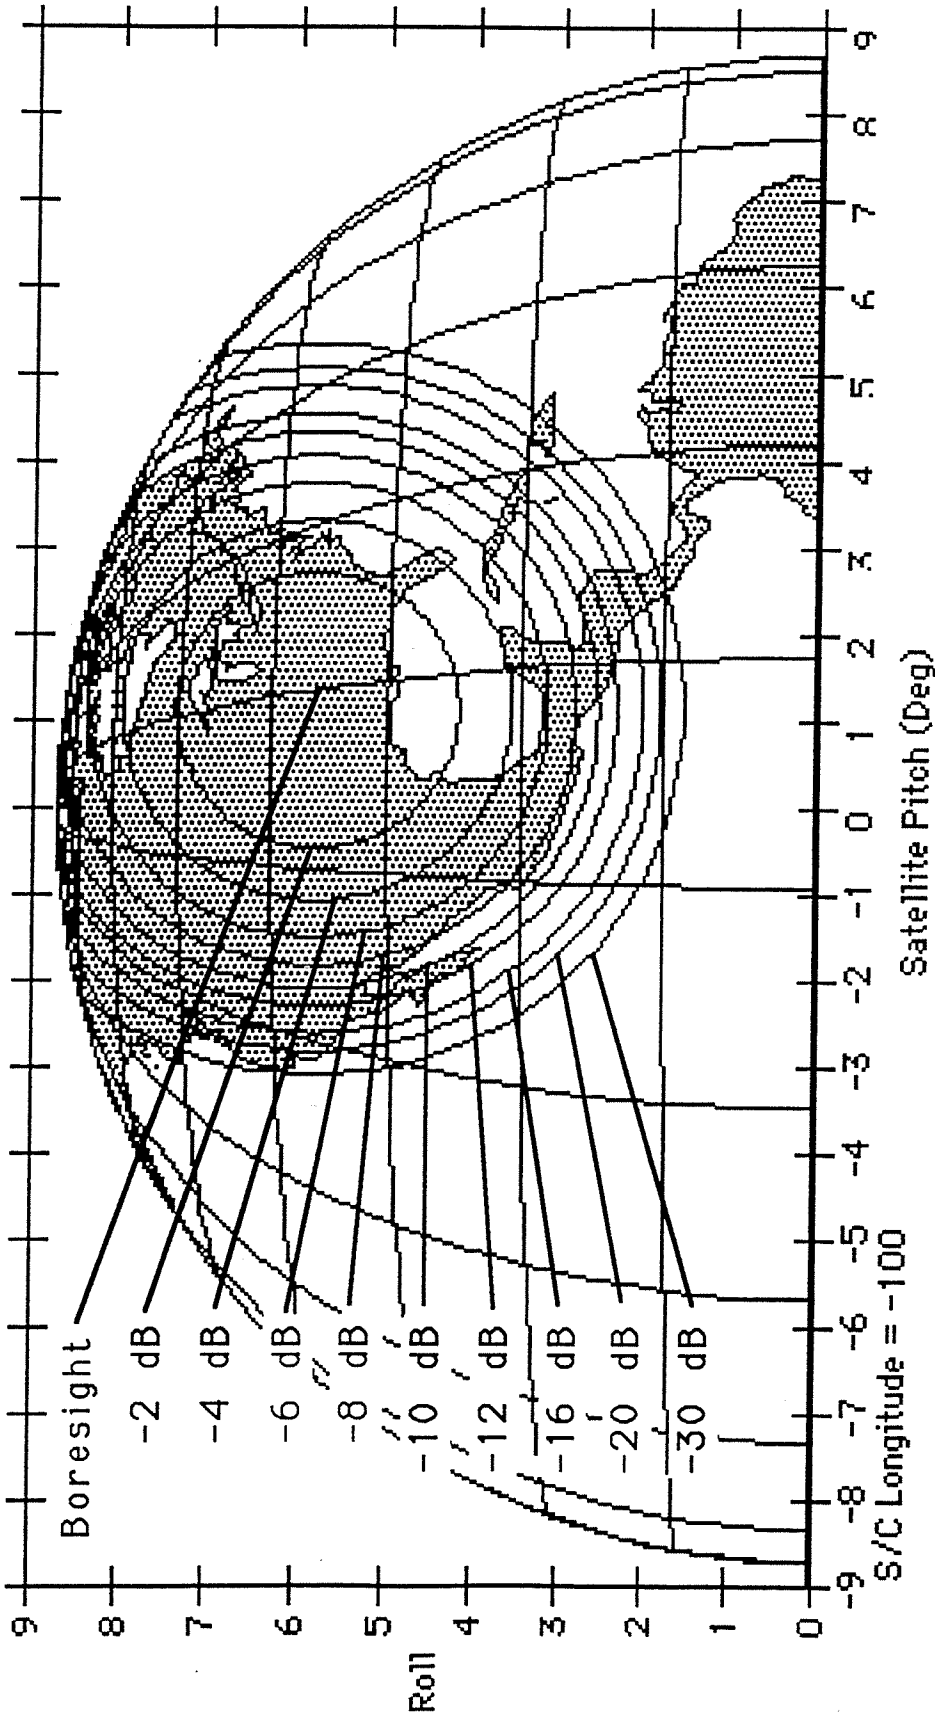 Boresight
-2 dB
-4 dB
-6 dB
-8 dB
-10 dB
-12 dB
-16 dB
-20 dB
-30 dB
9
8
7
6
5
4
3
2
1
0
Roll
-9 -8 -7 -6 -5 -4 -3 -2 -1 0 1 2 3 4 5 6 7 8 9
S/C Longitude = -100
Satellite Pitch (Deg)